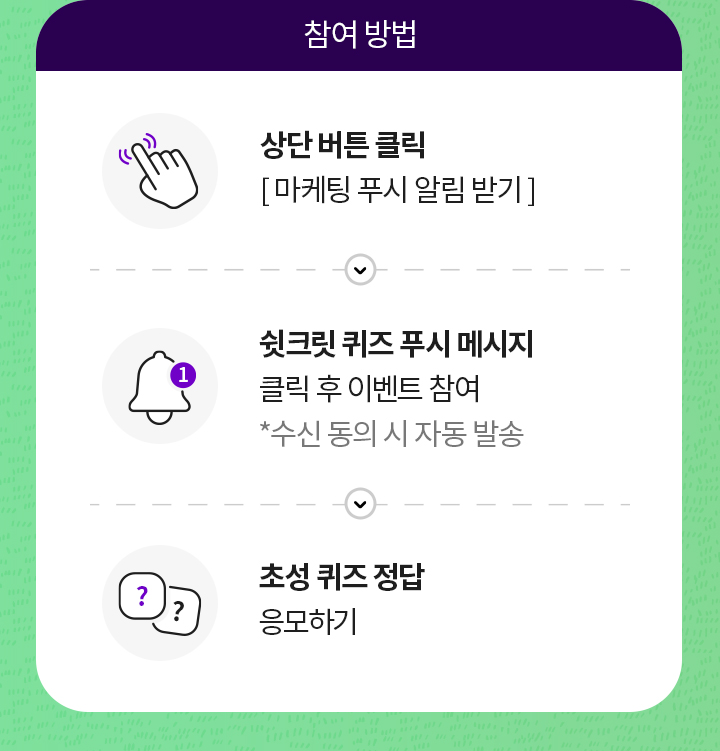 참여 방법
상단 버튼 클릭
[ 마케팅 푸시 알림 받기 ]
쉿크릿 퀴즈 푸시 메시지
1
클릭 후 이벤트 참여
*수신 동의 시 자동 발송
초성 퀴즈 정답
? ?
응모하기